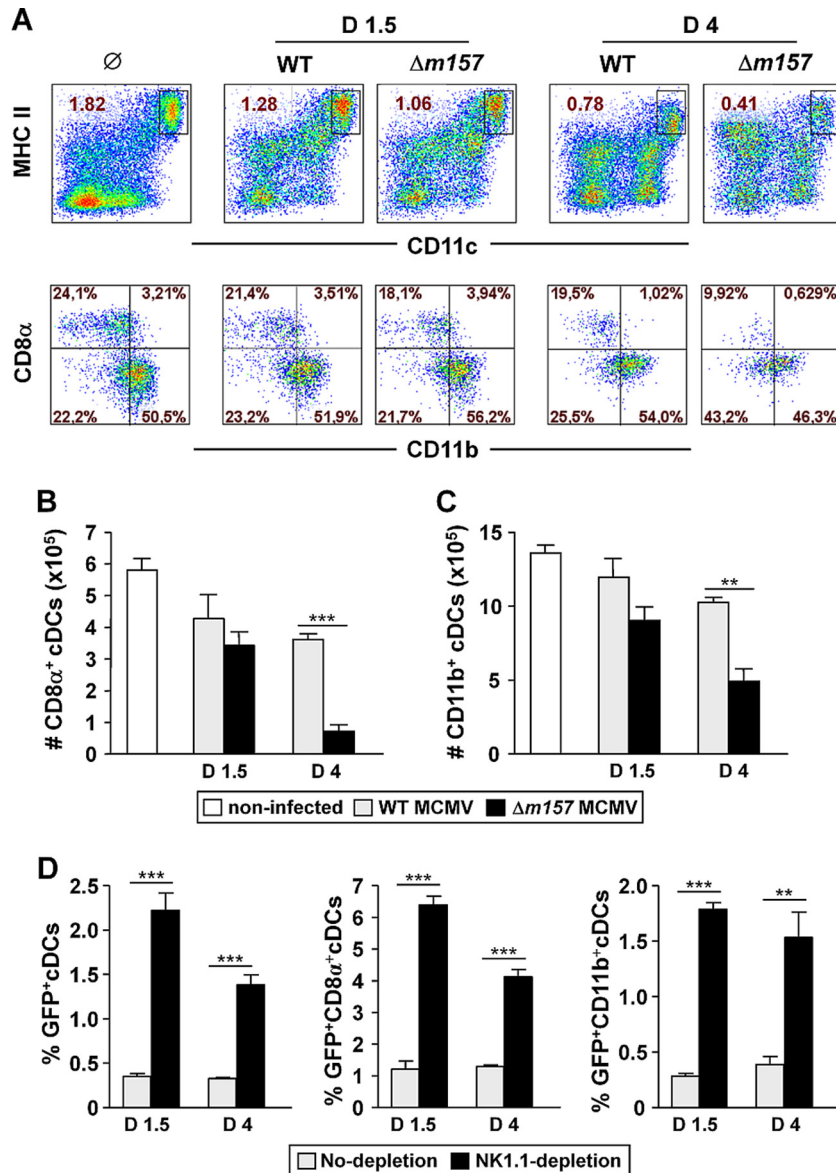 A
D 1.5
D 4
∅
WT
Δm157
WT
Δm157
MHC II
1.82
1.28
1.06
0.78
0.41
CD11c
CD8α
24,1%
3,21%
22,2%
50,5%
21,4%
3,51%
23,2%
51,9%
18,1%
3,94%
21,7%
56,2%
19,5%
1,02%
25,5%
54,0%
9,92%
0,629%
43,2%
46,3%
CD11b
B
# CD8α⁺ cDCs (x10⁵)
7
6
5
4
3
2
1
0
***
D 1.5
D 4
C
# CD11b⁺ cDCs (x10⁵)
15
10
5
0
**
D 1.5
D 4
non-infected
WT MCMV
Δm157 MCMV
D
% GFP⁺cDCs
2.5
2.0
1.5
1.0
0.5
0
***
***
D 1.5
D 4
% GFP⁺CD8α⁺cDCs
7
6
5
4
3
2
1
0
***
***
D 1.5
D 4
% GFP⁺CD11b⁺cDCs
2.0
1.5
1.0
0.5
0
***
**
D 1.5
D 4
No-depletion
NK1.1-depletion